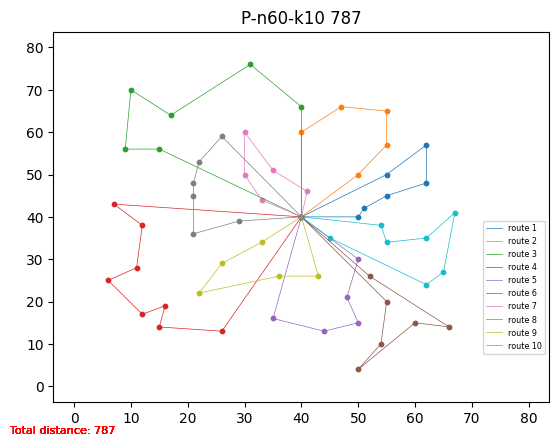 P-n60-k10 787
80
70
60
50
40
30
20
10
0
0 10 20 30 40 50 60 70 80
route 1
route 2
route 3
route 4
route 5
route 6
route 7
route 8
route 9
route 10
Total distance: 787